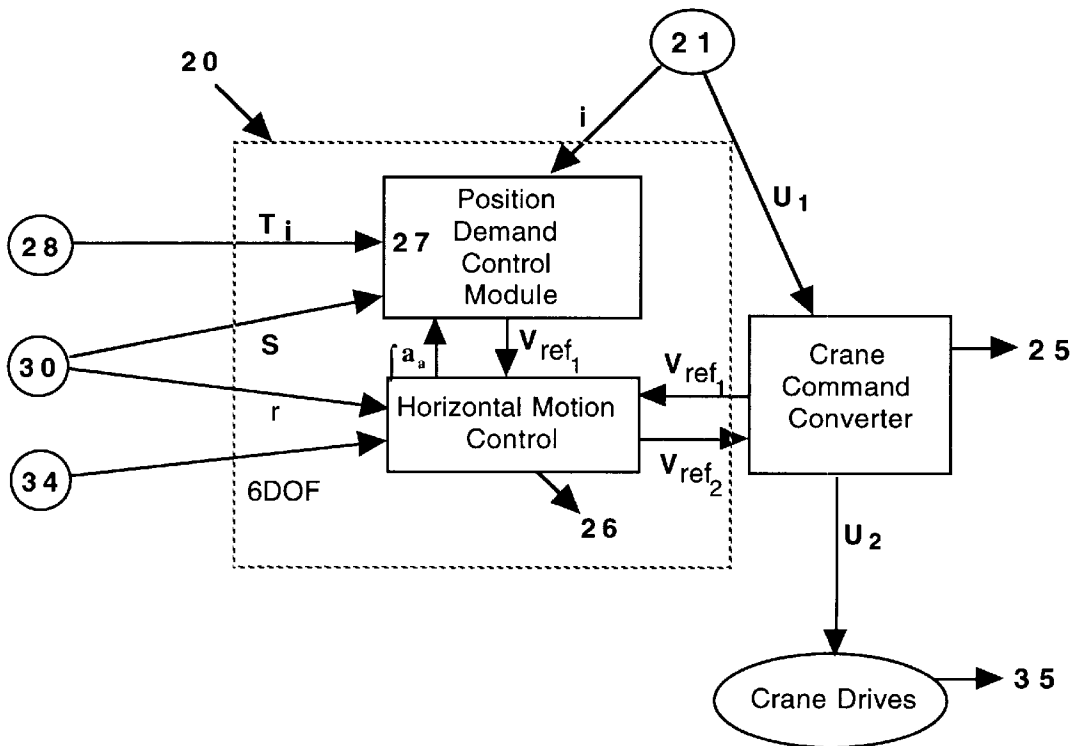 21
20
i
U1
Position
Demand
Control
Module
27
28
Ti
S
30
r
∫aa
Vref1
Vref1
Crane
Command
Converter
25
Horizontal Motion
Control
Vref2
34
6DOF
26
U2
Crane Drives
35